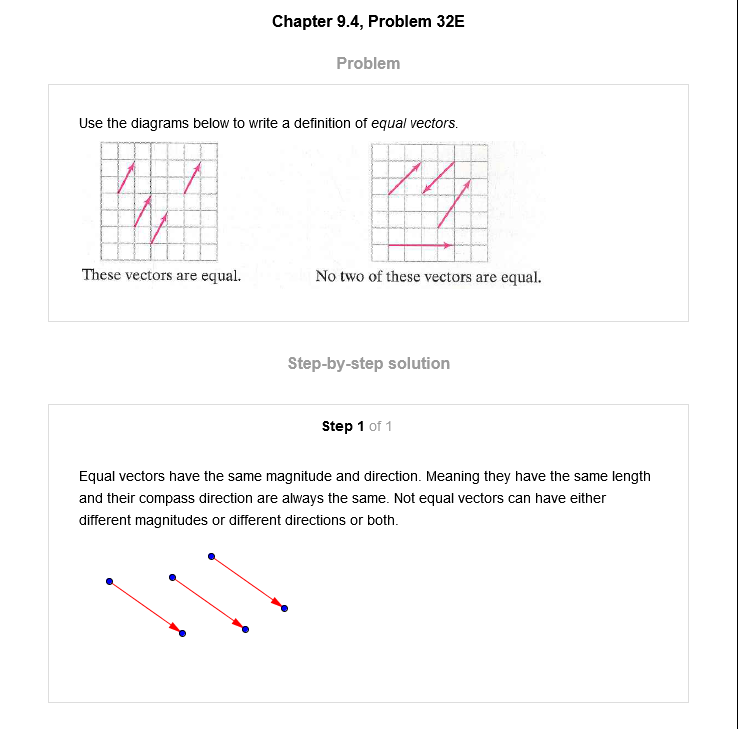 Chapter 9.4, Problem 32E
Problem
Use the diagrams below to write a definition of equal vectors.
These vectors are equal.
No two of these vectors are equal.
Step-by-step solution
Step 1 of 1
Equal vectors have the same magnitude and direction. Meaning they have the same length
and their compass direction are always the same. Not equal vectors can have either
different magnitudes or different directions or both.